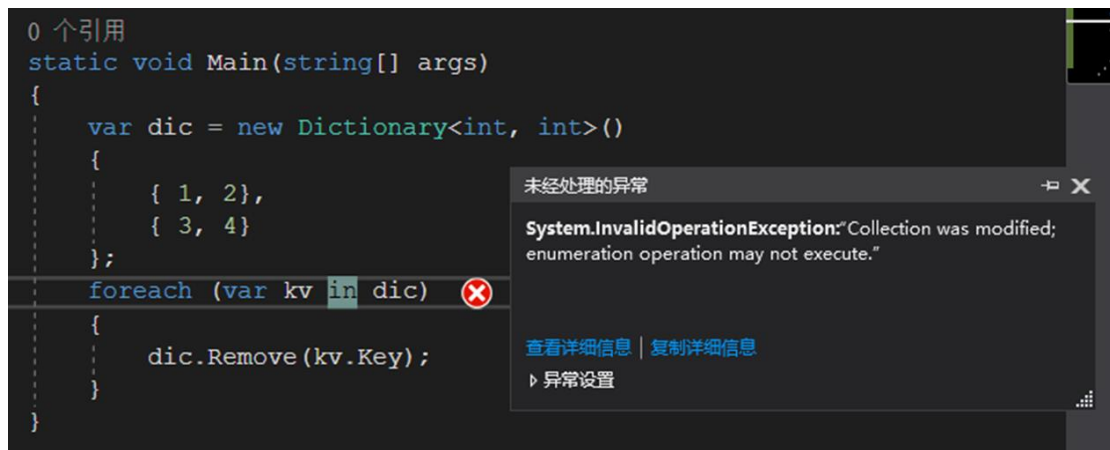 0 个引用
static void Main(string[] args)
{
var dic = new Dictionary<int, int>()
{
{ 1, 2},
{ 3, 4}
};
foreach (var kv in dic)
{
dic.Remove(kv.Key);
}
}
未经处理的异常
System.InvalidOperationException:“Collection was modified;
enumeration operation may not execute.”
查看详细信息 | 复制详细信息
异常设置